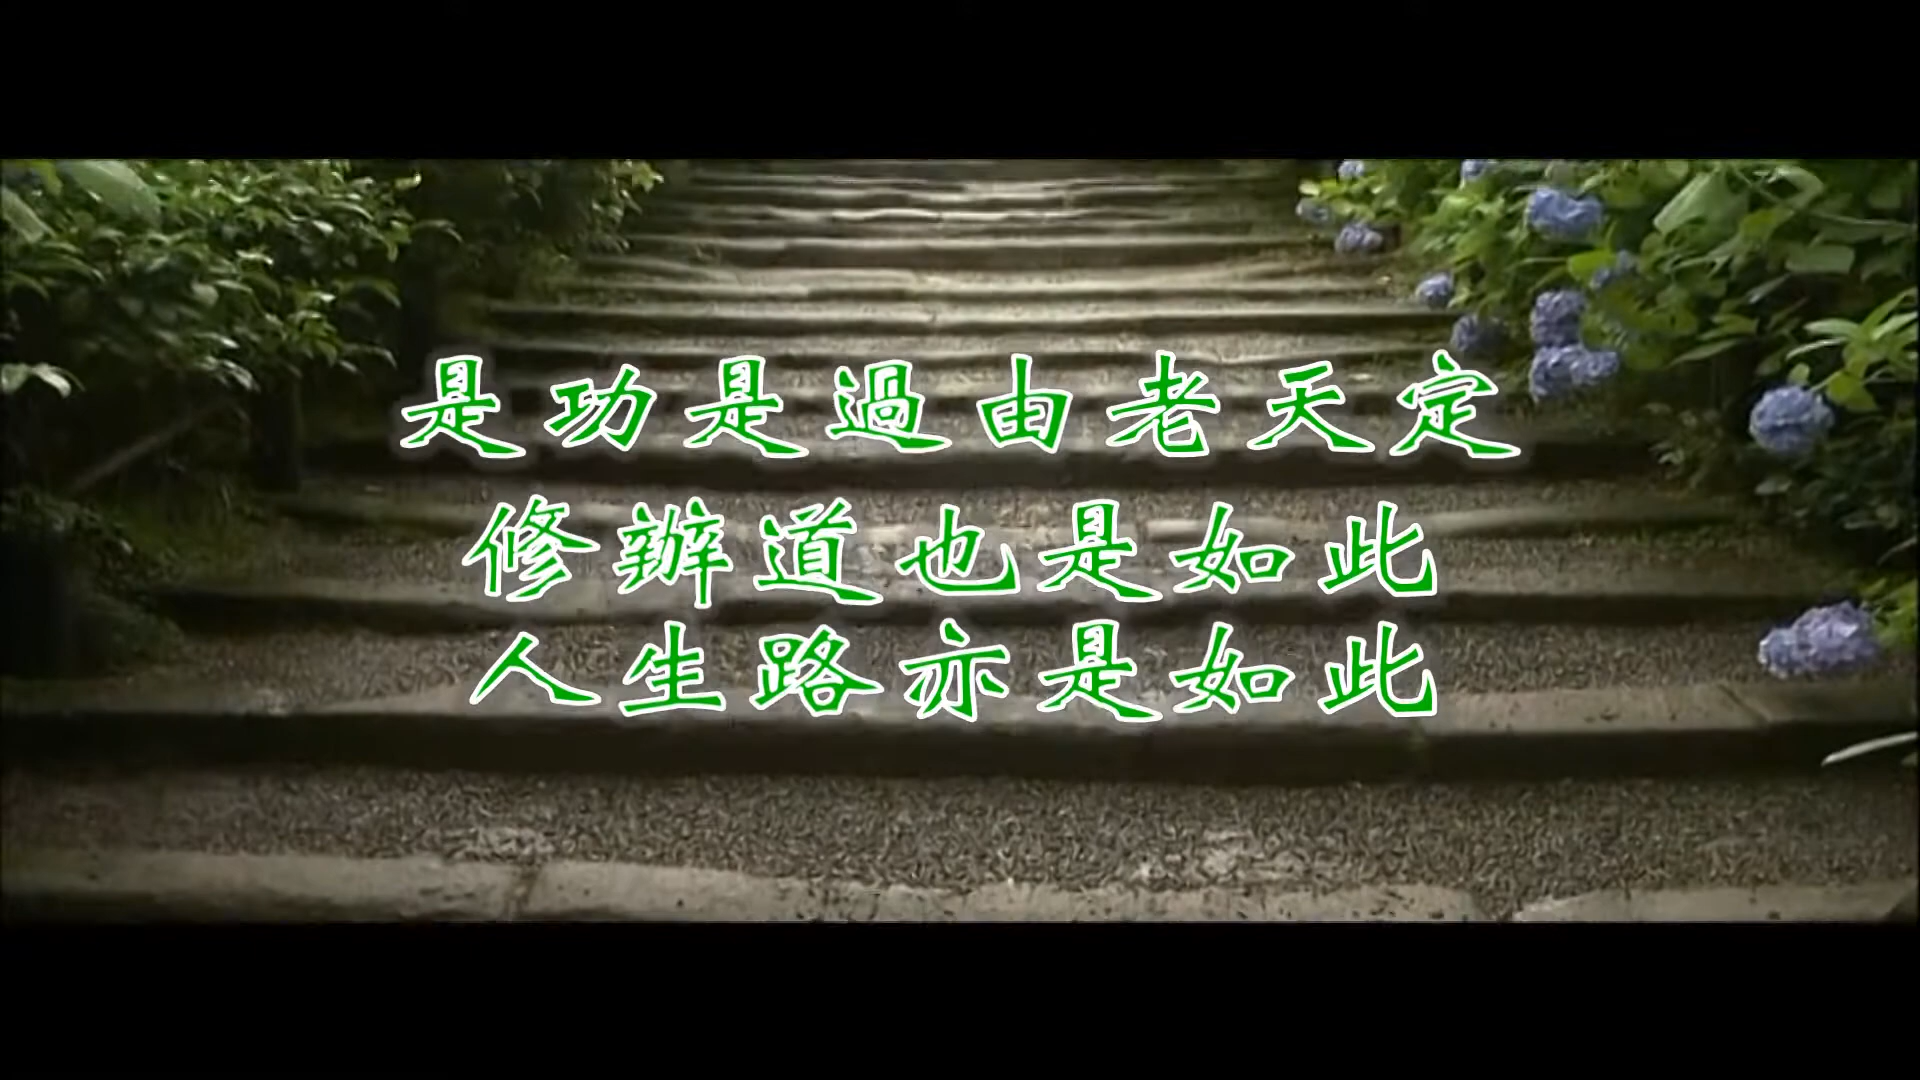 是功是過由老天定
修辦道也是如此
人生路亦是如此